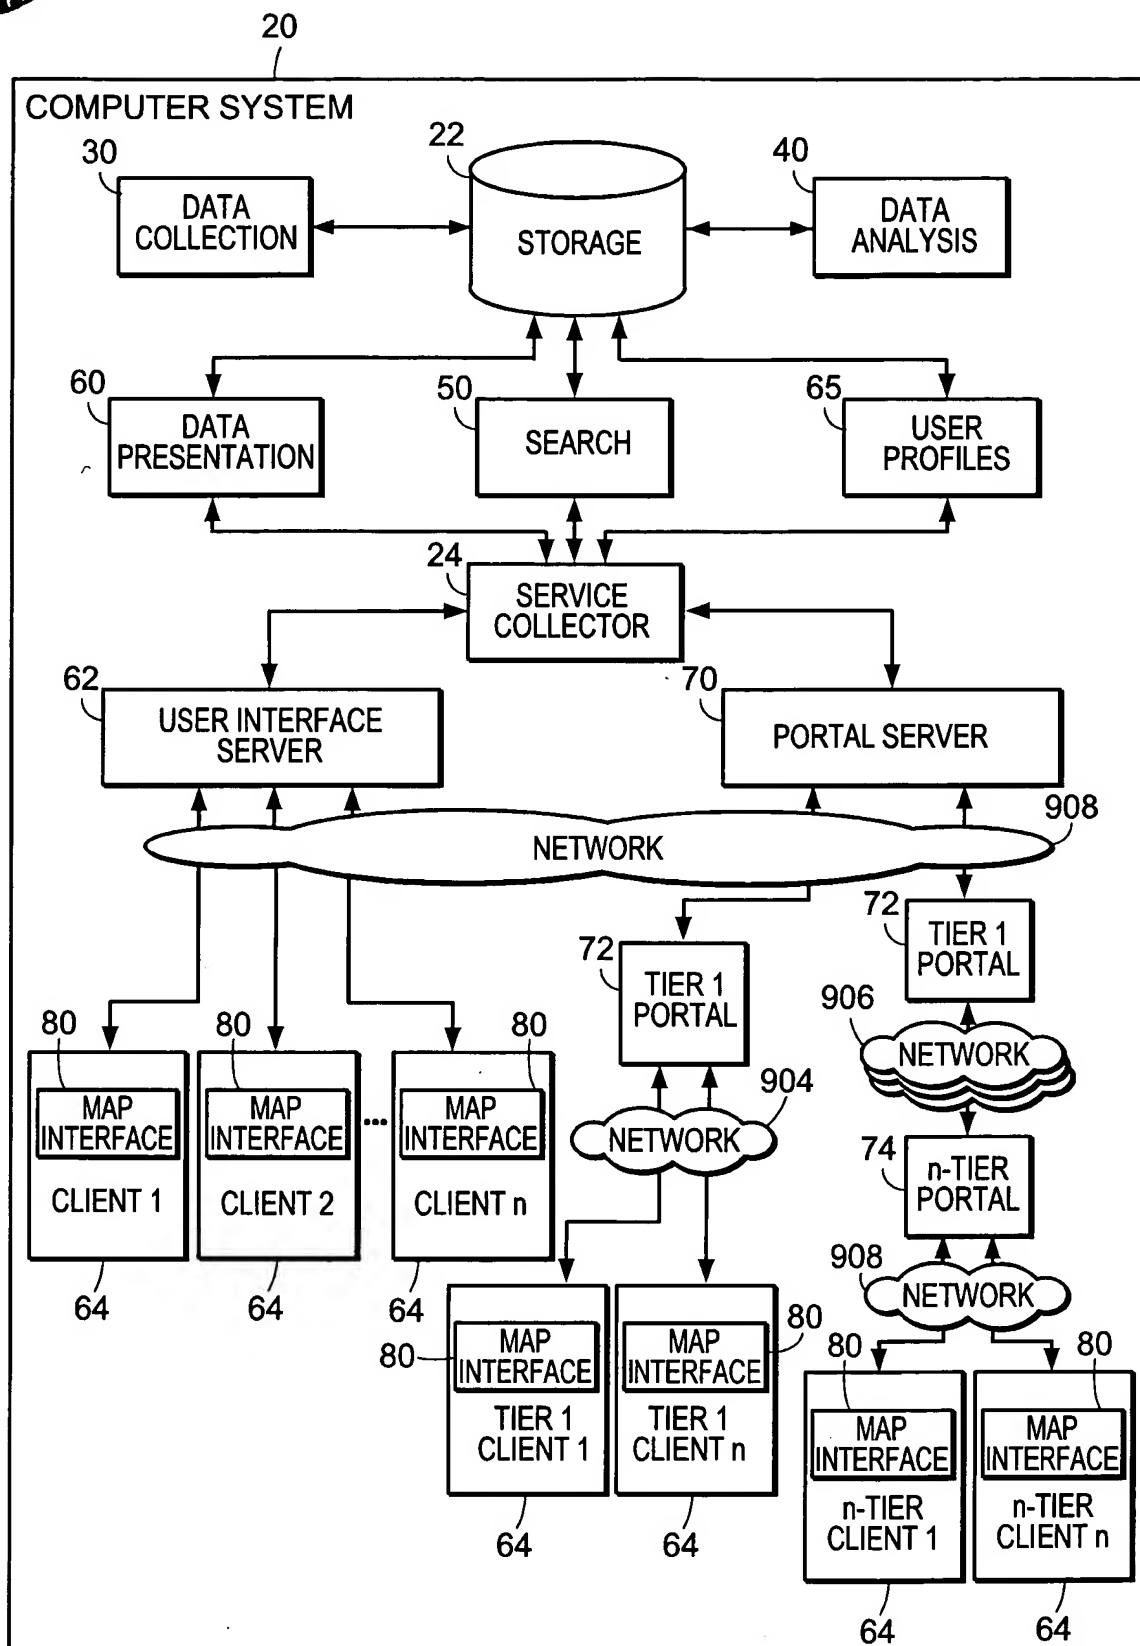 20
COMPUTER SYSTEM
30
22
40
DATA
COLLECTION
STORAGE
DATA
ANALYSIS
60
50
65
DATA
PRESENTATION
SEARCH
USER
PROFILES
24
SERVICE
COLLECTOR
62
70
USER INTERFACE
SERVER
PORTAL SERVER
908
NETWORK
72
TIER 1
PORTAL
72
TIER 1
PORTAL
906
NETWORK
80
80
80
MAP
INTERFACE
MAP
INTERFACE
...
MAP
INTERFACE
CLIENT 1
CLIENT 2
CLIENT n
64
64
64
904
NETWORK
74
n-TIER
PORTAL
908
NETWORK
80
MAP
INTERFACE
TIER 1
CLIENT 1
64
80
MAP
INTERFACE
TIER 1
CLIENT n
64
80
MAP
INTERFACE
n-TIER
CLIENT 1
64
80
MAP
INTERFACE
n-TIER
CLIENT n
64